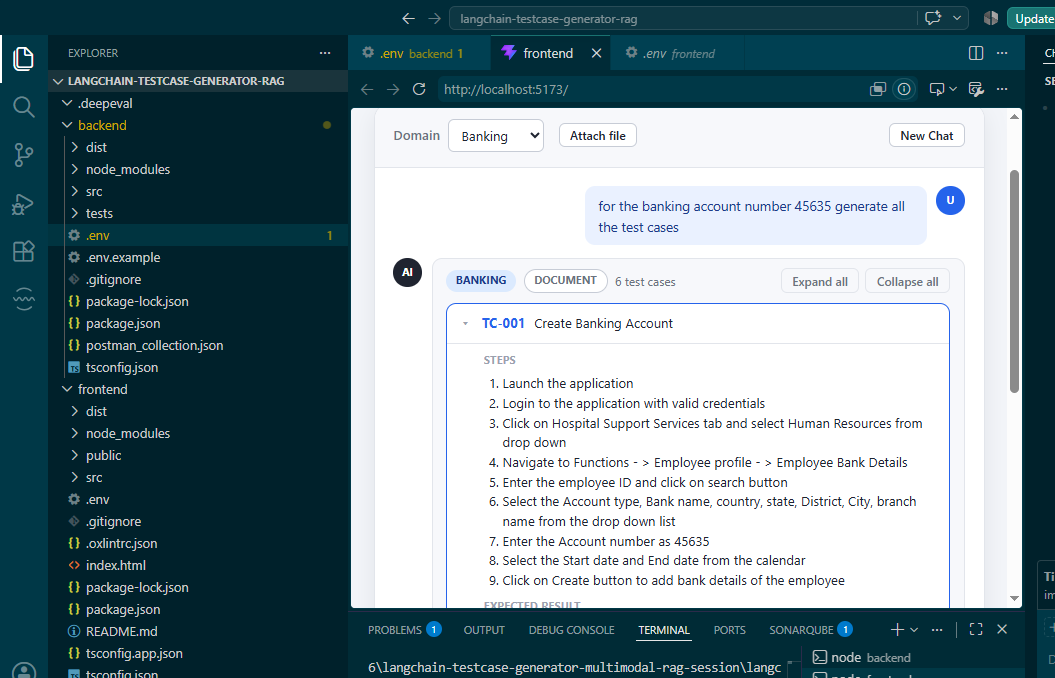 langchain-testcase-generator-rag
Update
EXPLORER
LANGCHAIN-TESTCASE-GENERATOR-RAG
.deepeval
backend
dist
node_modules
src
tests
.env 1
.env.example
.gitignore
package-lock.json
package.json
postman_collection.json
tsconfig.json
frontend
dist
node_modules
public
src
.env
.gitignore
.oxlintrc.json
index.html
package-lock.json
package.json
README.md
tsconfig.app.json
tsconfig.json
.env backend 1
frontend
.env frontend
http://localhost:5173/
Domain Banking Attach file New Chat
for the banking account number 45635 generate all
the test cases
U
AI
BANKING DOCUMENT 6 test cases Expand all Collapse all
TC-001 Create Banking Account
STEPS
1. Launch the application
2. Login to the application with valid credentials
3. Click on Hospital Support Services tab and select Human Resources from
drop down
4. Navigate to Functions - > Employee profile - > Employee Bank Details
5. Enter the employee ID and click on search button
6. Select the Account type, Bank name, country, state, District, City, branch
name from the drop down list
7. Enter the Account number as 45635
8. Select the Start date and End date from the calendar
9. Click on Create button to add bank details of the employee
EXPECTED RESULT
PROBLEMS 1 OUTPUT DEBUG CONSOLE TERMINAL PORTS SONARQUBE 1
6\langchain-testcase-generator-multimodal-rag-session\langc
node backend
node frontend